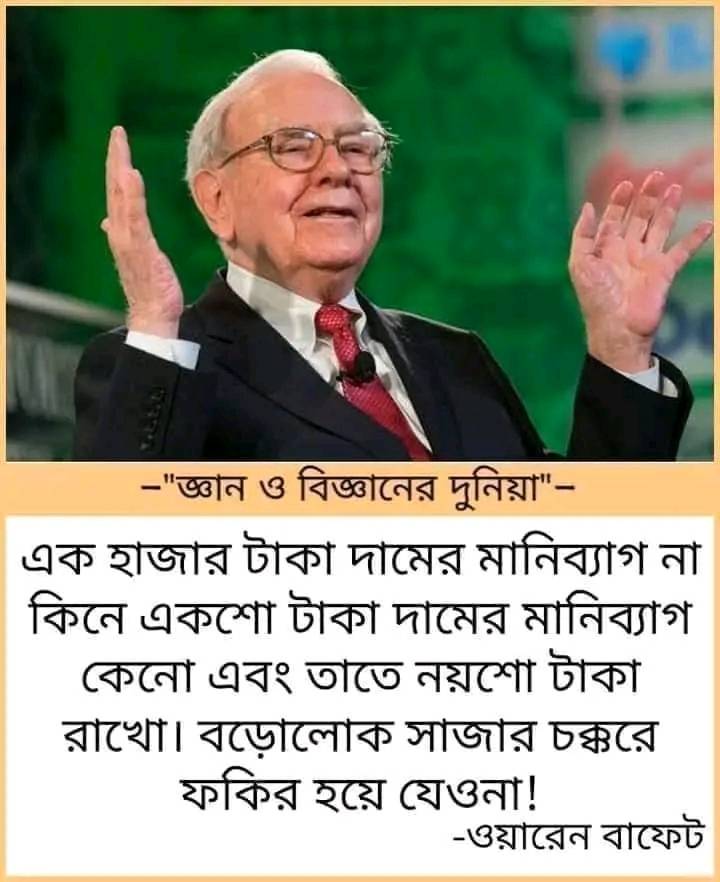 –"জ্ঞান ও বিজ্ঞানের দুনিয়া"–
এক হাজার টাকা দামের মানিব্যাগ না
কিনে একশো টাকা দামের মানিব্যাগ
কেনো এবং তাতে নয়শো টাকা
রাখো। বড়োলোক সাজার চক্করে
ফকির হয়ে যেওনা!
-ওয়ারেন বাফেট